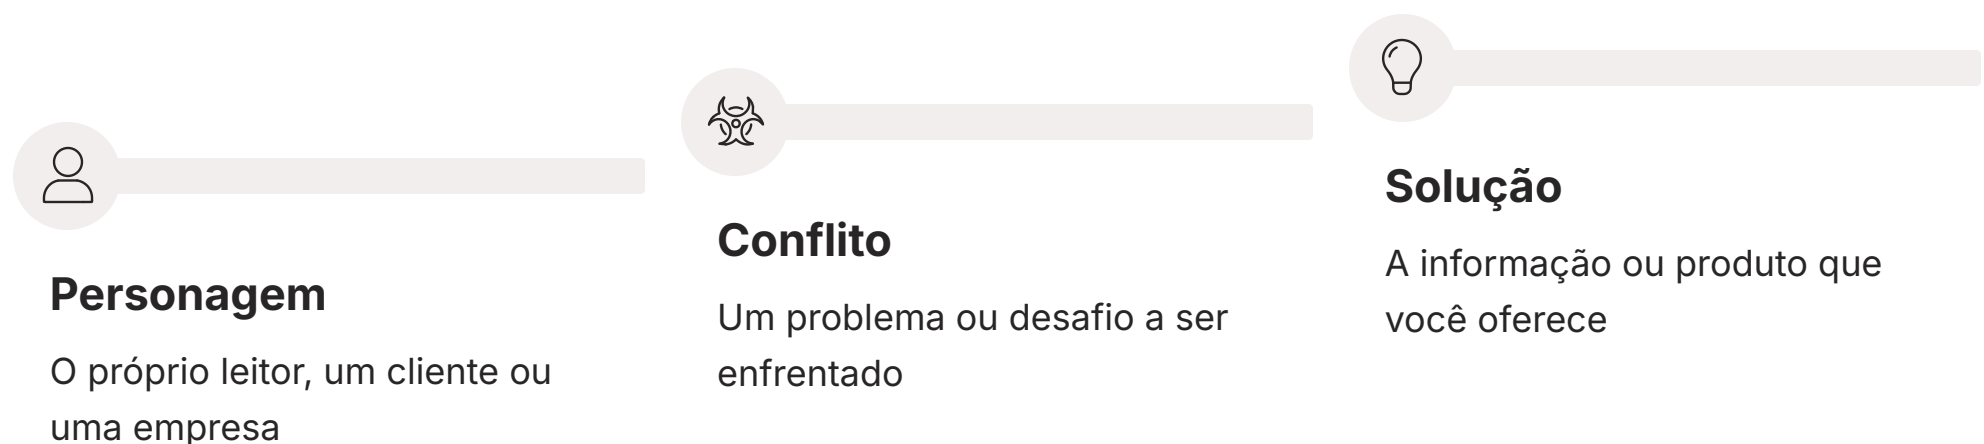 Personagem
O próprio leitor, um cliente ou
uma empresa
Conflito
Um problema ou desafio a ser
enfrentado
Solução
A informação ou produto que
você oferece